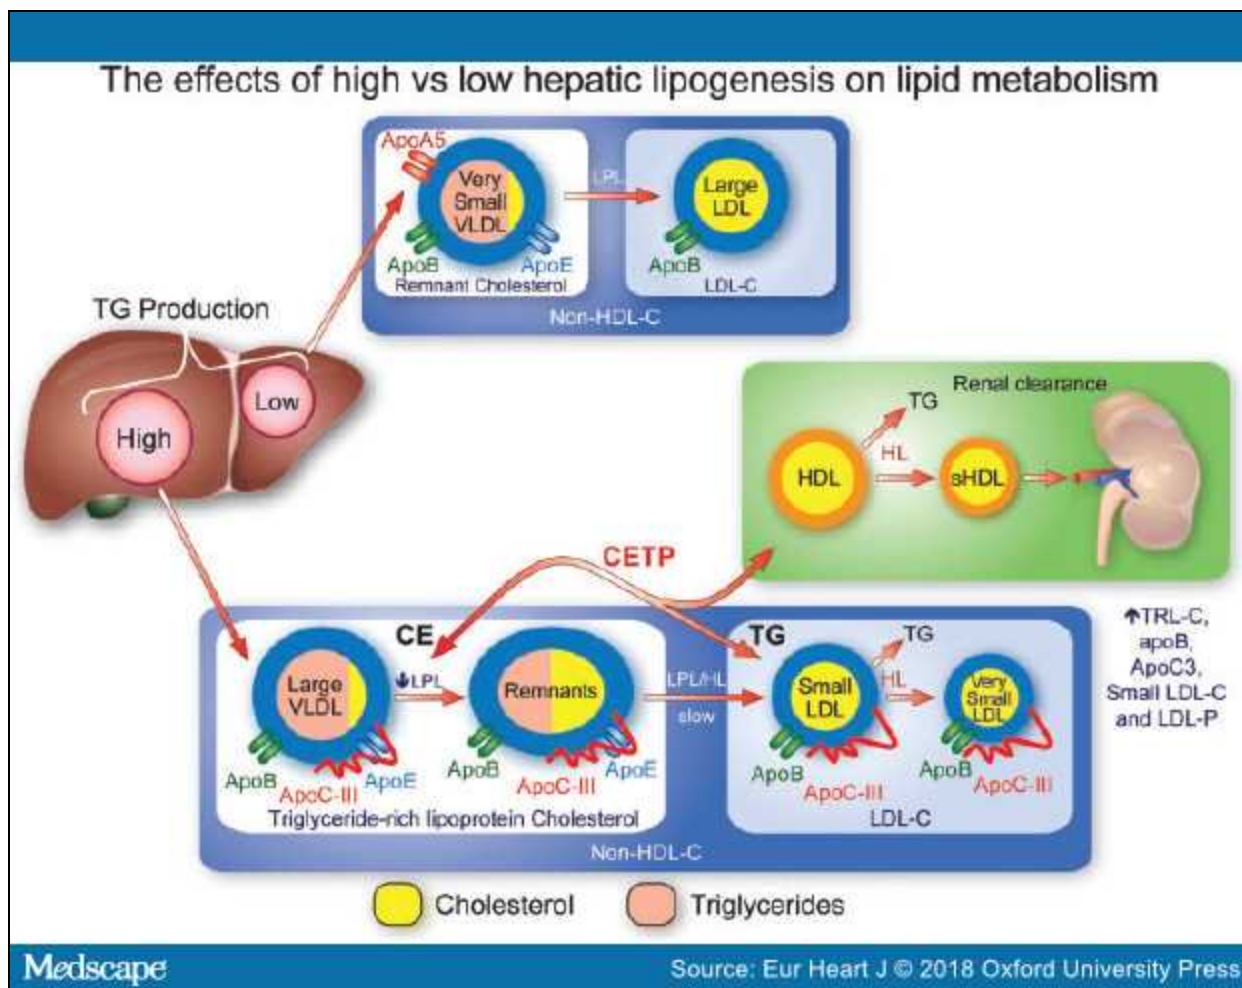 The effects of high vs low hepatic lipogenesis on lipid metabolism
ApoA5
Very
Small
VLDL
ApoB
ApoE
Remnant Cholesterol
LPL
Large
LDL
ApoB
LDL-C
Non-HDL-C
TG Production
High
Low
Renal clearance
TG
HDL
HL
sHDL
CETP
CE
Large
VLDL
↓LPL
Remnants
ApoB
ApoC-III
ApoE
ApoB
ApoC-III
ApoE
Triglyceride-rich lipoprotein Cholesterol
LPL/HL
slow
TG
Small
LDL
TG
HL
Very
Small
LDL
ApoB
ApoC-III
ApoB
ApoC-III
LDL-C
Non-HDL-C
↑TRL-C,
apoB,
ApoC3,
Small LDL-C
and LDL-P
Cholesterol
Triglycerides
Medscape
Source: Eur Heart J © 2018 Oxford University Press